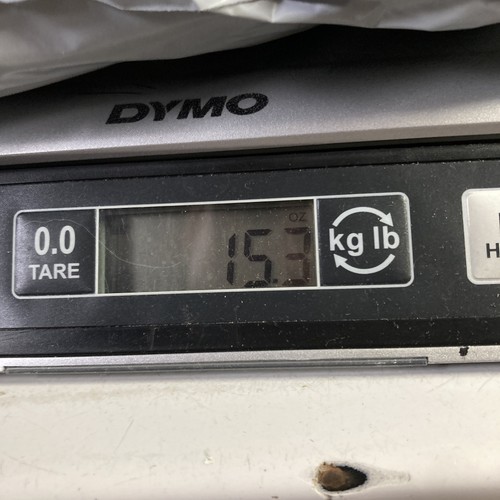 DYMO
0.0
TARE
OZ
15.3
kg lb